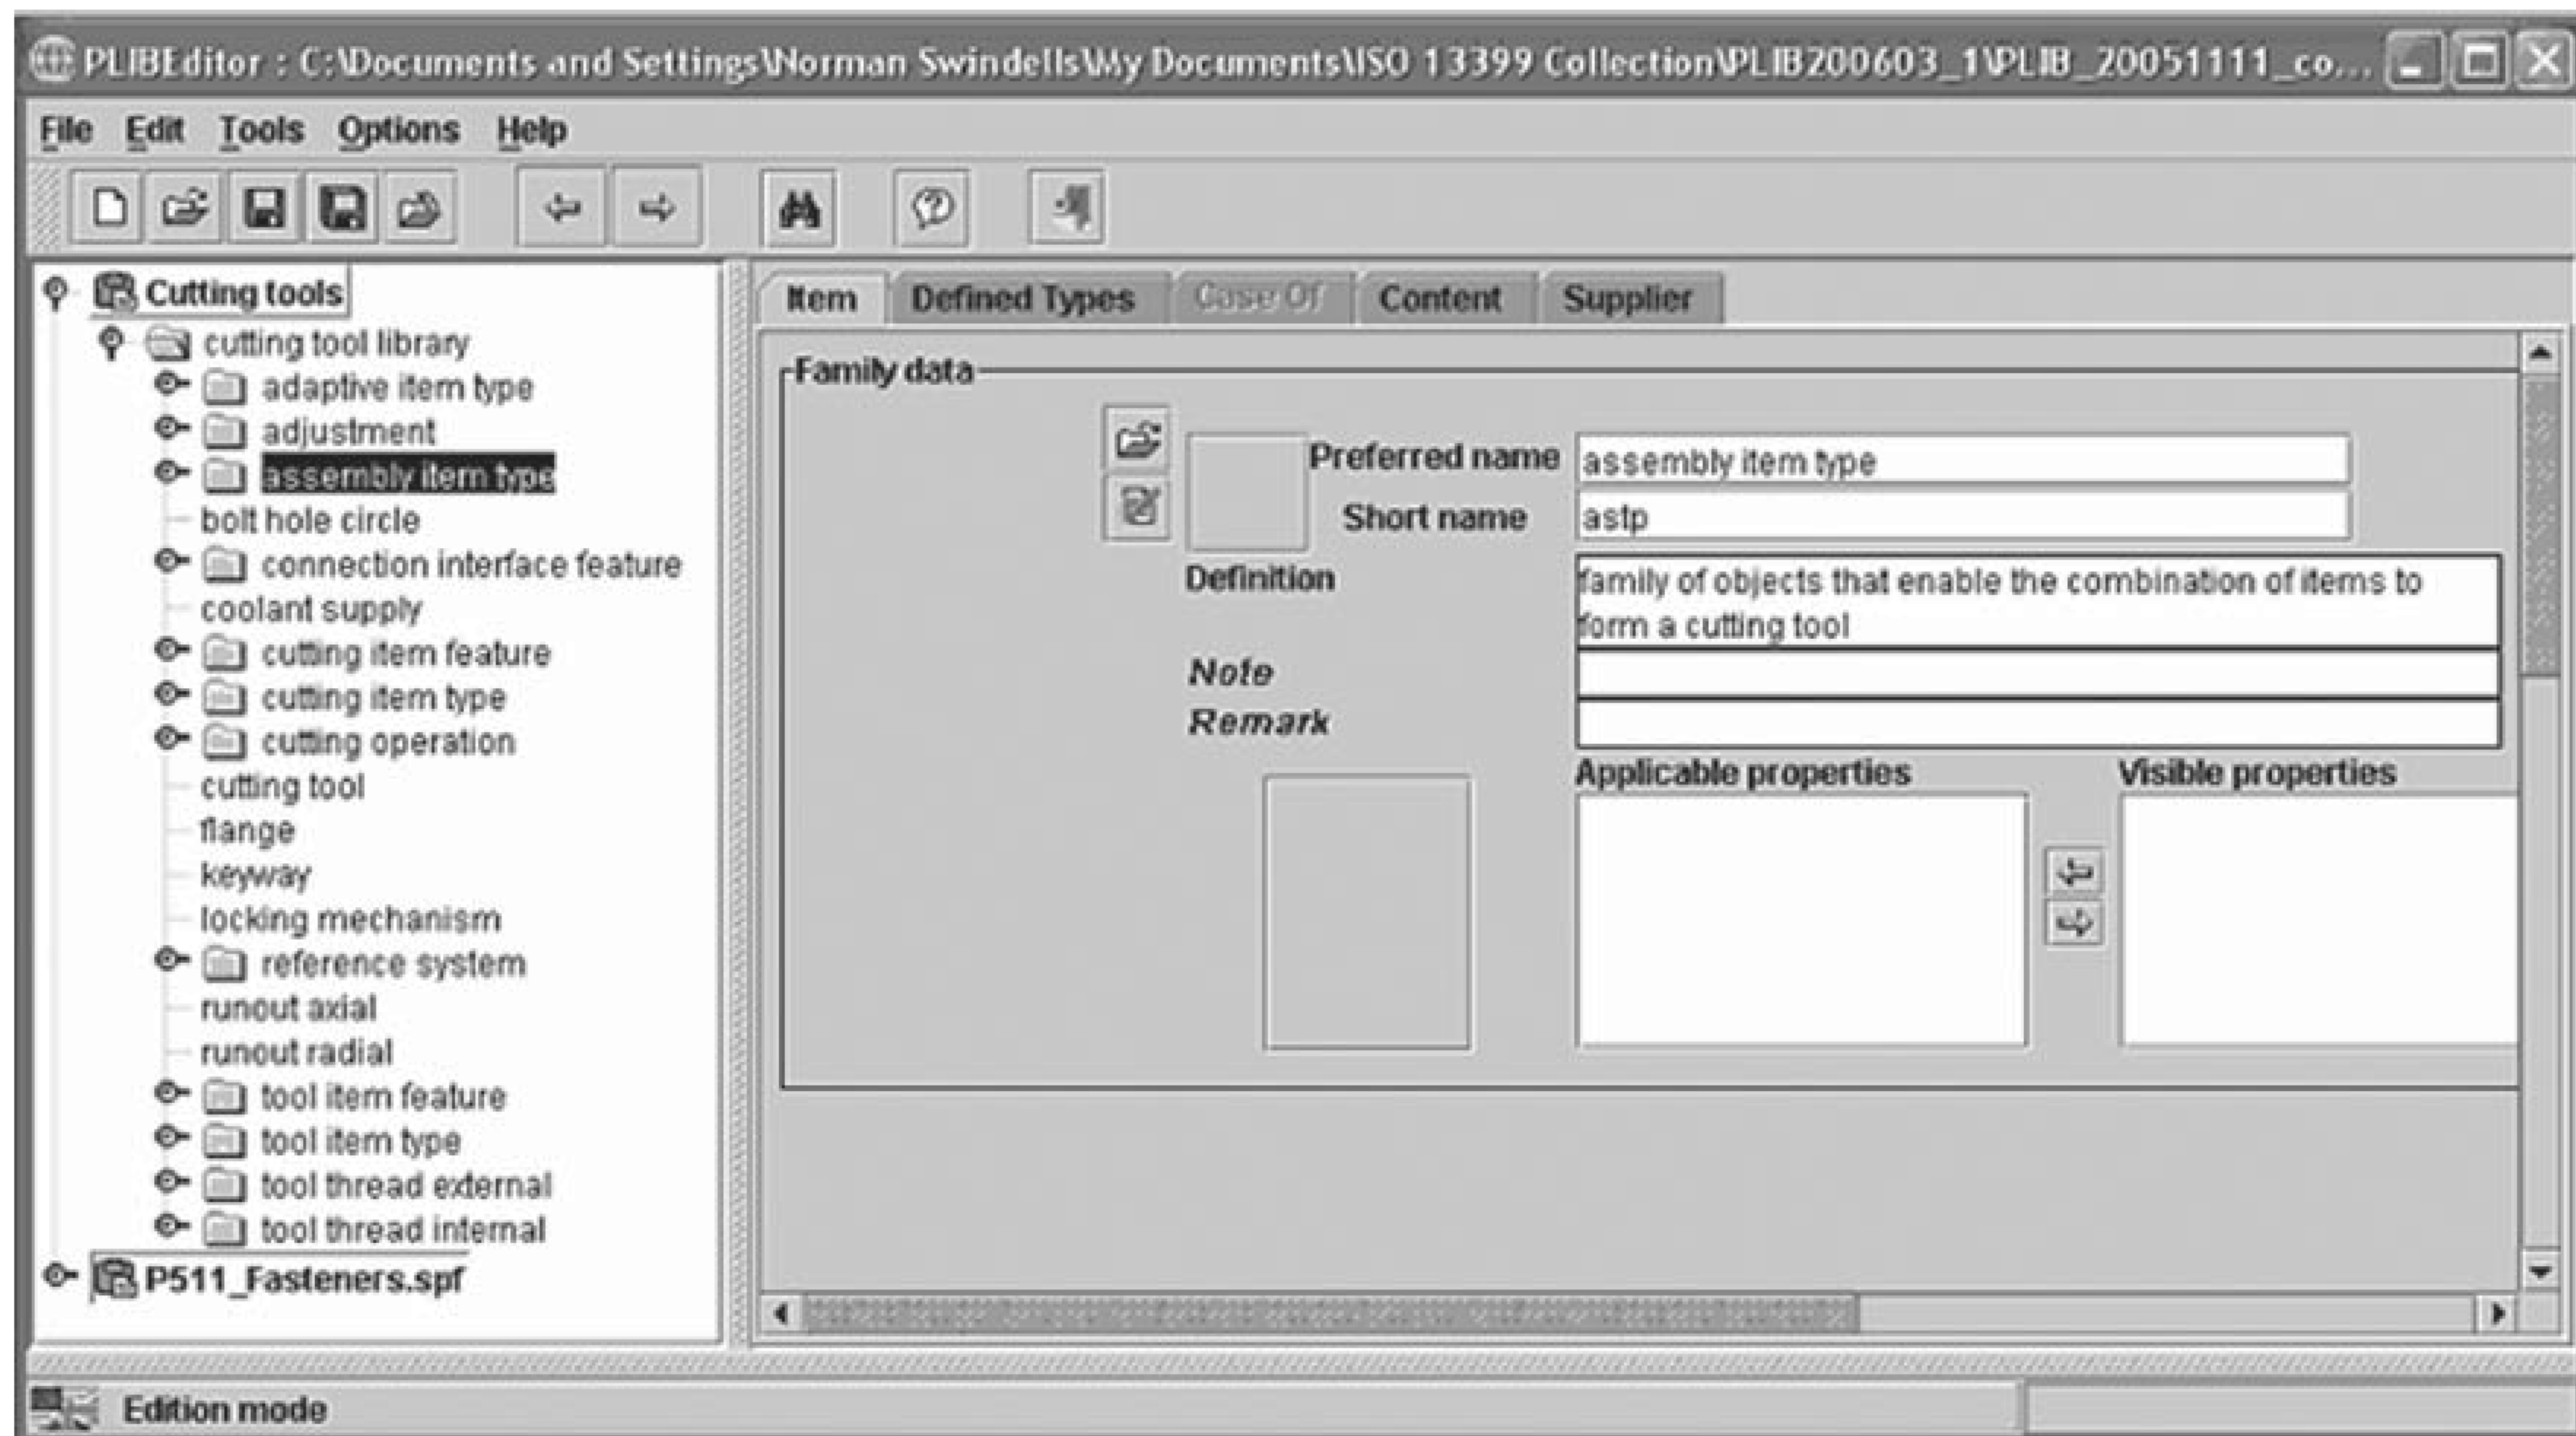 PLIBEditor : C:\Documents and Settings\Norman Swindells\My Documents\ISO 13399 Collection\PLIB200603_1\PLIB_20051111_co...
File Edit Tools Options Help
Cutting tools
cutting tool library
adaptive item type
adjustment
assembly item type
bolt hole circle
connection interface feature
coolant supply
cutting item feature
cutting item type
cutting operation
cutting tool
flange
keyway
locking mechanism
reference system
runout axial
runout radial
tool item feature
tool item type
tool thread external
tool thread internal
P511_Fasteners.spf
Item Defined Types Case Of Content Supplier
Family data
Preferred name assembly item type
Short name astp
Definition family of objects that enable the combination of items to
form a cutting tool
Note
Remark
Applicable properties Visible properties
Edition mode